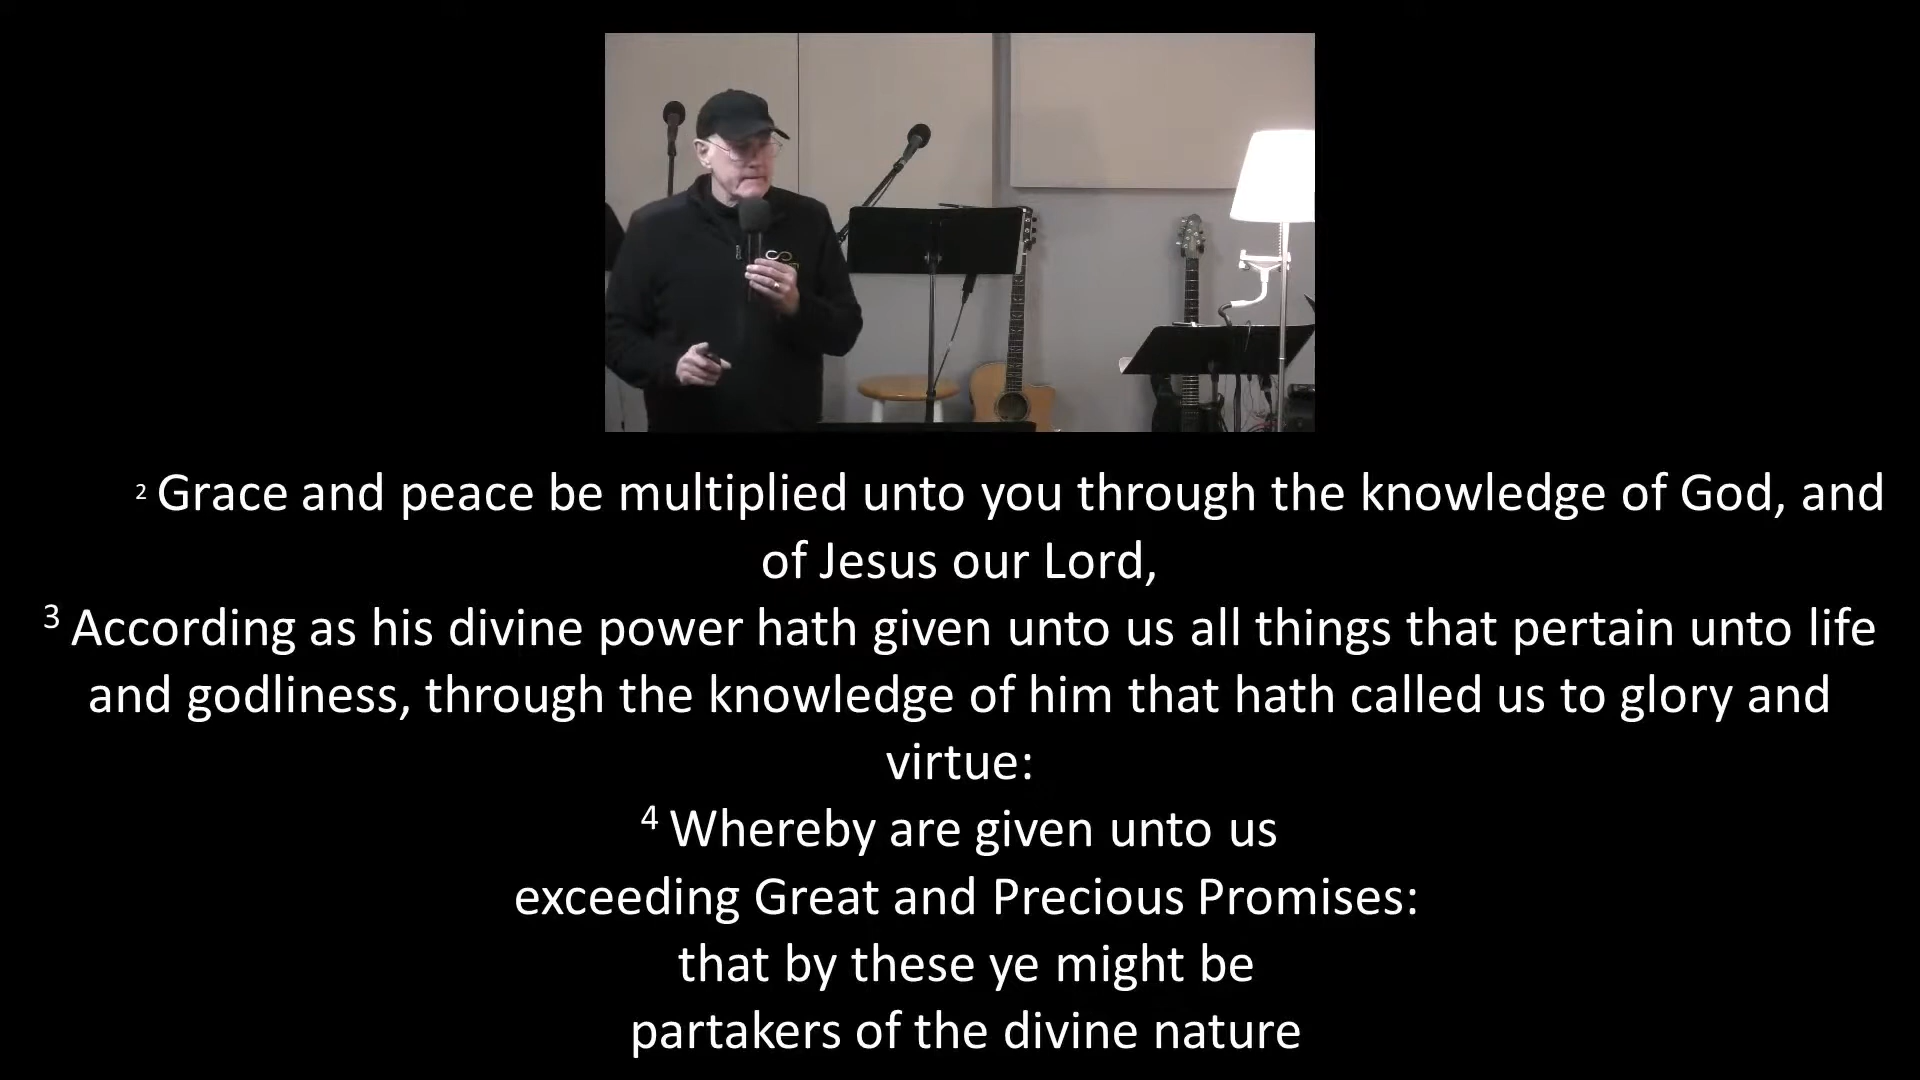 2 Grace and peace be multiplied unto you through the knowledge of God, and
of Jesus our Lord,
3 According as his divine power hath given unto us all things that pertain unto life
and godliness, through the knowledge of him that hath called us to glory and
virtue:
4 Whereby are given unto us
exceeding Great and Precious Promises:
that by these ye might be
partakers of the divine nature